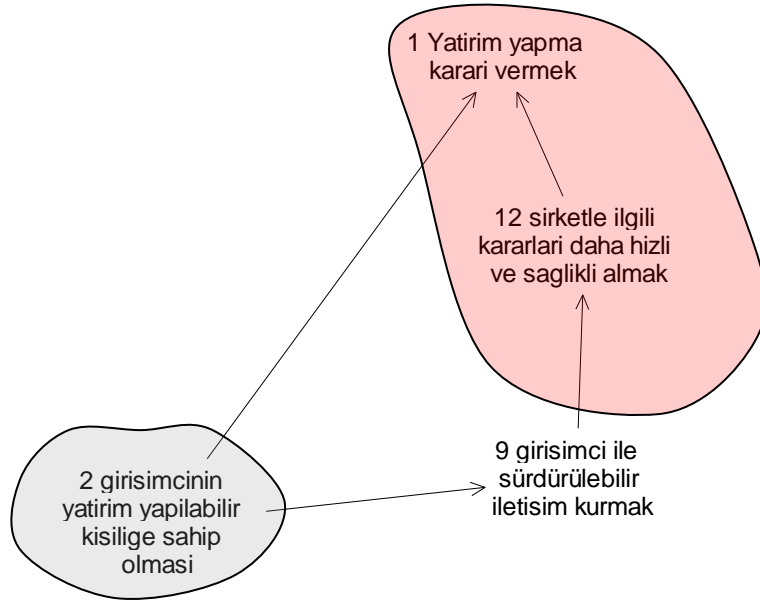 1 Yatirim yapma
karari vermek
12 sirketle ilgili
kararlari daha hizli
ve saglikli almak
9 girisimci ile
sürdürülebilir
iletisim kurmak
2 girisimcinin
yatirim yapilabilir
kisilige sahip
olmasi